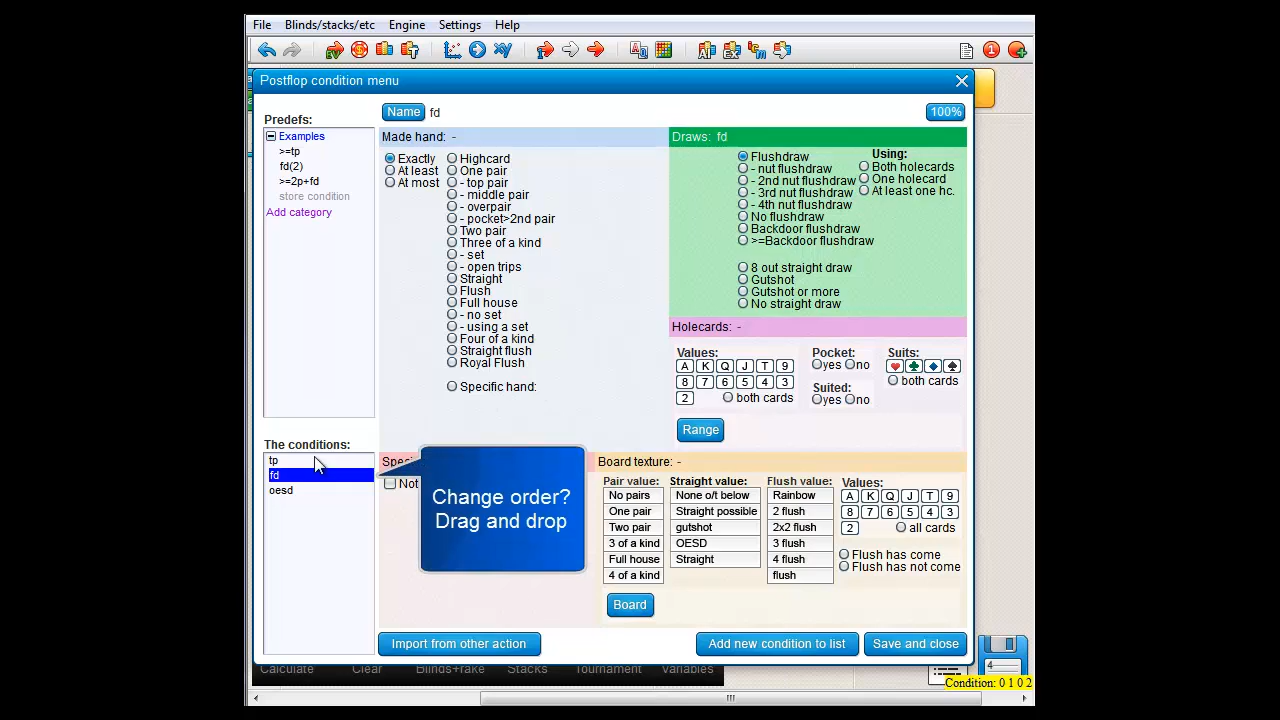 File Blinds/stacks/etc Engine Settings Help
Postflop condition menu
Predefs:
Examples
>=tp
fd(2)
>=2p+fd
store condition
Add category
Name fd
100%
Made hand: -
Exactly
At least
At most
Highcard
One pair
- top pair
- middle pair
- overpair
- pocket>2nd pair
Two pair
Three of a kind
- set
- open trips
Straight
Flush
Full house
- no set
- using a set
Four of a kind
Straight flush
Royal Flush
Specific hand:
Draws: fd
Flushdraw
- nut flushdraw
- 2nd nut flushdraw
- 3rd nut flushdraw
- 4th nut flushdraw
No flushdraw
Backdoor flushdraw
>=Backdoor flushdraw
8 out straight draw
Gutshot
Gutshot or more
No straight draw
Using:
Both holecards
One holecard
At least one hc.
Holecards: -
Values:
A K Q J T 9
8 7 6 5 4 3
2 both cards
Pocket:
yes no
Suited:
yes no
Suits:
both cards
Range
The conditions:
tp
fd
oesd
Speci
Not
Change order?
Drag and drop
Board texture: -
Pair value:
No pairs
One pair
Two pair
3 of a kind
Full house
4 of a kind
Straight value:
None o/t below
Straight possible
gutshot
OESD
Straight
Flush value:
Rainbow
2 flush
2x2 flush
3 flush
4 flush
flush
Values:
A K Q J T 9
8 7 6 5 4 3
2 all cards
Flush has come
Flush has not come
Board
Import from other action
Add new condition to list
Save and close
Calculate Clear Blinds+rake Stacks Tournament Variables
4
Condition: 0 1 0 2